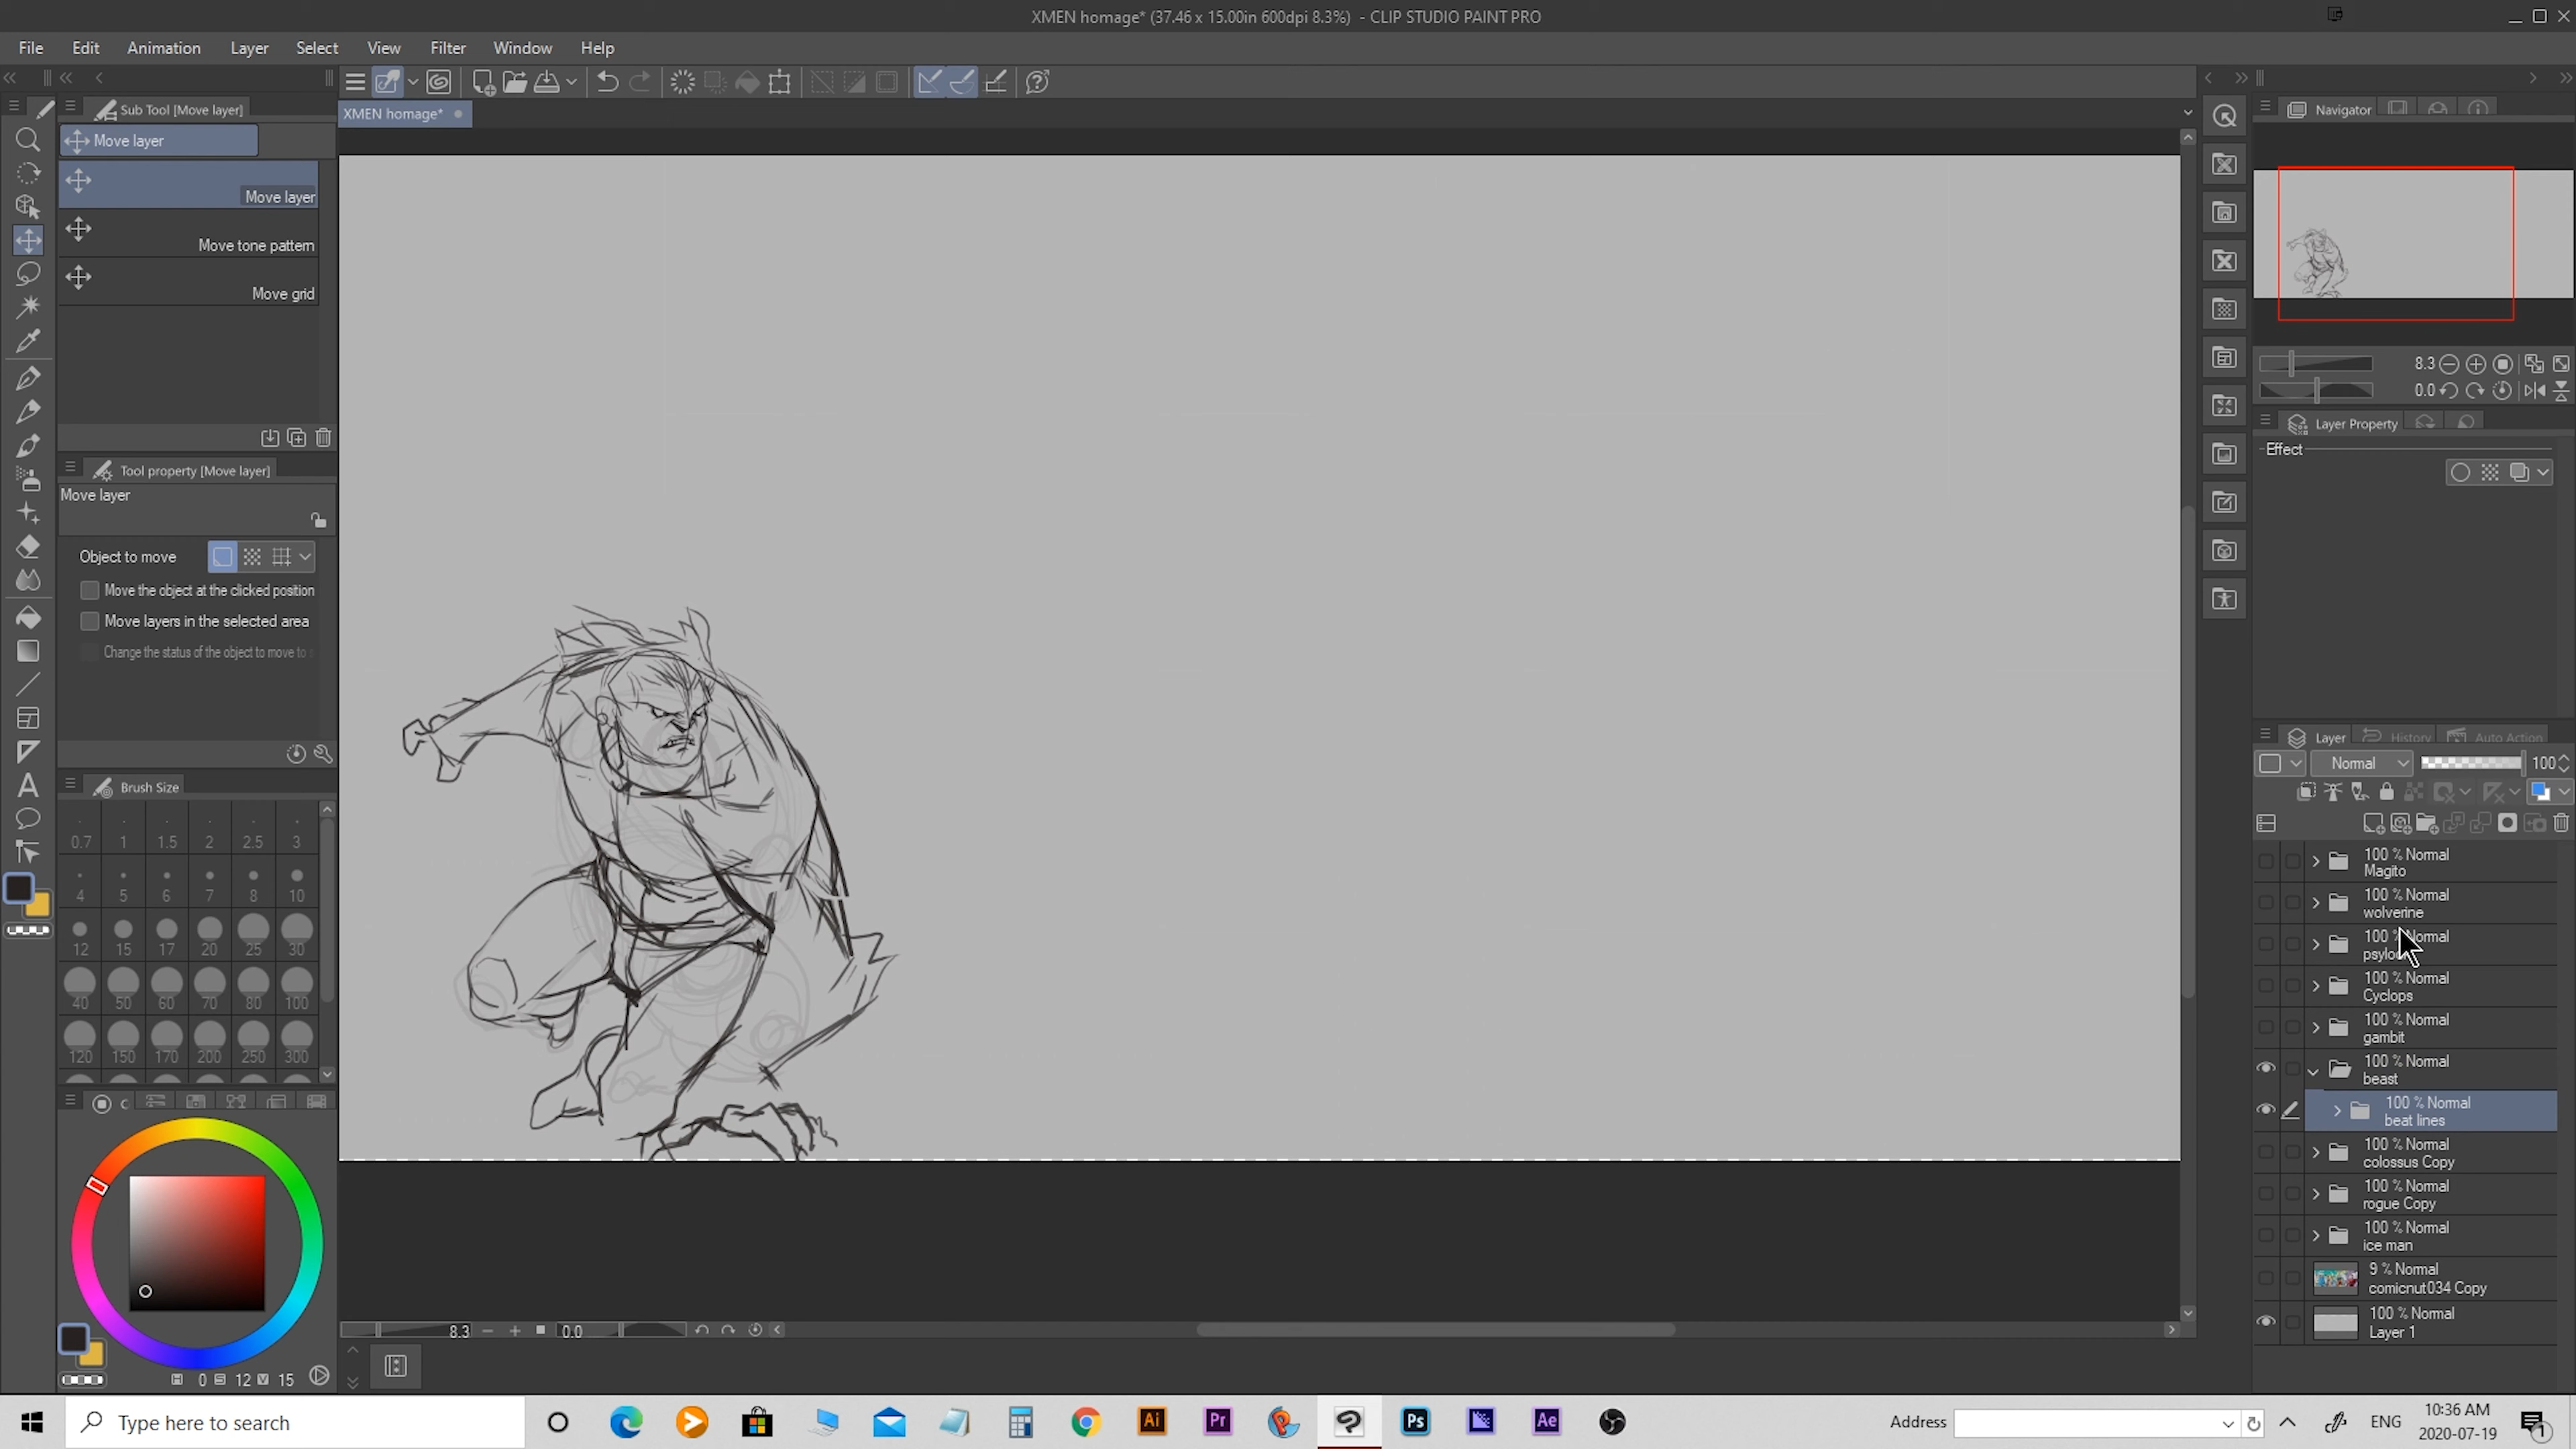 XMEN homage* (37.46 x 15.00in 600dpi 8.3%) - CLIP STUDIO PAINT PRO
File Edit Animation Layer Select View Filter Window Help
Sub Tool [Move layer]
Move layer
Move layer
Move tone pattern
Move grid
Tool property [Move layer]
Move layer
Object to move
Move the object at the clicked position
Move layers in the selected area
Change the status of the object to move to
Brush Size
0.7 1 1.5 2 2.5 3
4 5 6 7 8 10
12 15 17 20 25 30
40 50 60 70 80 100
120 150 170 200 250 300
0 12 15
XMEN homage*
8.3 0.0
Navigator
8.3
0.0
Layer Property
Effect
Layer History Auto Action
Normal 100
100 % Normal
Magito
100 % Normal
wolverine
100 % Normal
100 % Normal
Cyclops
100 % Normal
gambit
100 % Normal
beast
100 % Normal
beat lines
100 % Normal
colossus Copy
100 % Normal
rogue Copy
100 % Normal
ice man
9 % Normal
comicnut034 Copy
100 % Normal
Layer 1
Type here to search
Ai Pr Ps Ae
Address
ENG
10:36 AM
2020-07-19
1